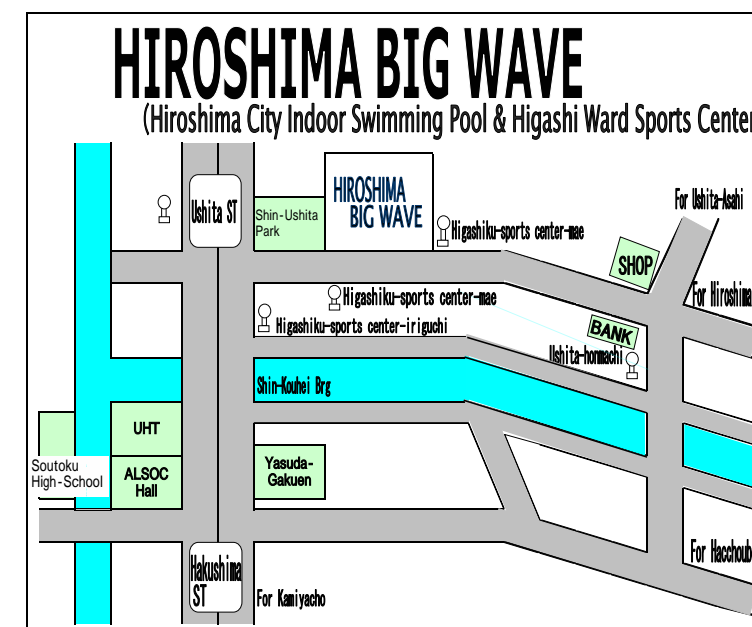 HIROSHIMA BIG WAVE
(Hiroshima City Indoor Swimming Pool & Higashi Ward Sports Center
For Ushita-Asahi
Ushita ST
Shin-Ushita
Park
HIROSHIMA
BIG WAVE
Higashiku-sports center-mae
SHOP
For Hiroshima
Higashiku-sports center-mae
Higashiku-sports center-iriguchi
BANK
Ushita-honmachi
Shin-Kouhei Brg
UHT
Soutoku
High-School
ALSOC
Hall
Yasuda-
Gakuen
For Hacchoub
Hakushima
ST
For Kamiyacho